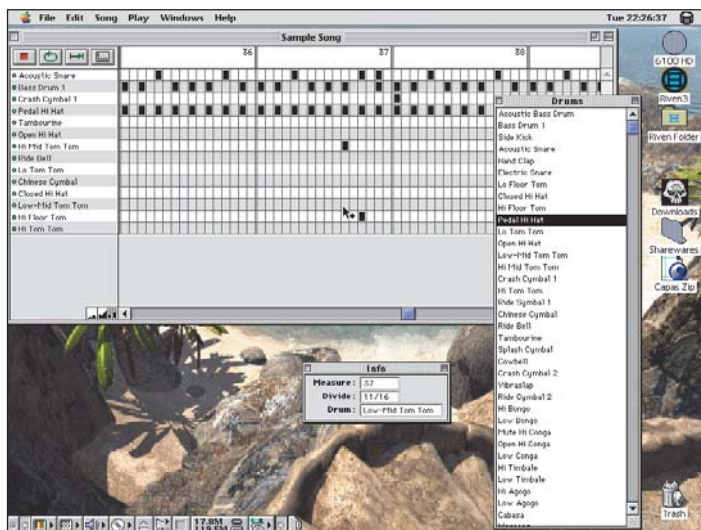 File Edit Song Play Windows Help
Tue 22:26:37
Sample Song
36 37 38
Acoustic Snare
Bass Drum 1
Crash Cymbal 1
Pedal Hi Hat
Tambourine
Open Hi Hat
Hi Mid Tom Tom
Ride Bell
Lo Tom Tom
Chinese Cymbal
Closed Hi Hat
Low-Mid Tom Tom
Hi Floor Tom
Hi Tom Tom
Drums
Acoustic Bass Drum
Bass Drum 1
Side Kick
Acoustic Snare
Hand Clap
Electric Snare
Lo Floor Tom
Closed Hi Hat
Hi Floor Tom
Pedal Hi Hat
Lo Tom Tom
Open Hi Hat
Low-Mid Tom Tom
Hi Mid Tom Tom
Crash Cymbal 1
Hi Tom Tom
Ride Symbal 1
Chinese Cymbal
Ride Bell
Tambourine
Splash Cymbal
Cowbell
Crash Cymbal 2
Vibraslap
Ride Cymbal 2
Hi Bongo
Low Bongo
Mute Hi Conga
Open Hi Conga
Low Conga
Hi Timbale
Low Timbale
Hi Agogo
Low Agogo
Cabasa
Info
Measure: 37
Divide: 11/16
Drum: Low-Mid Tom Tom
6100 HD
Riven3
Riven Folder
Downloads
Sharewares
Capas Zip
Trash
17.8M
119.5M